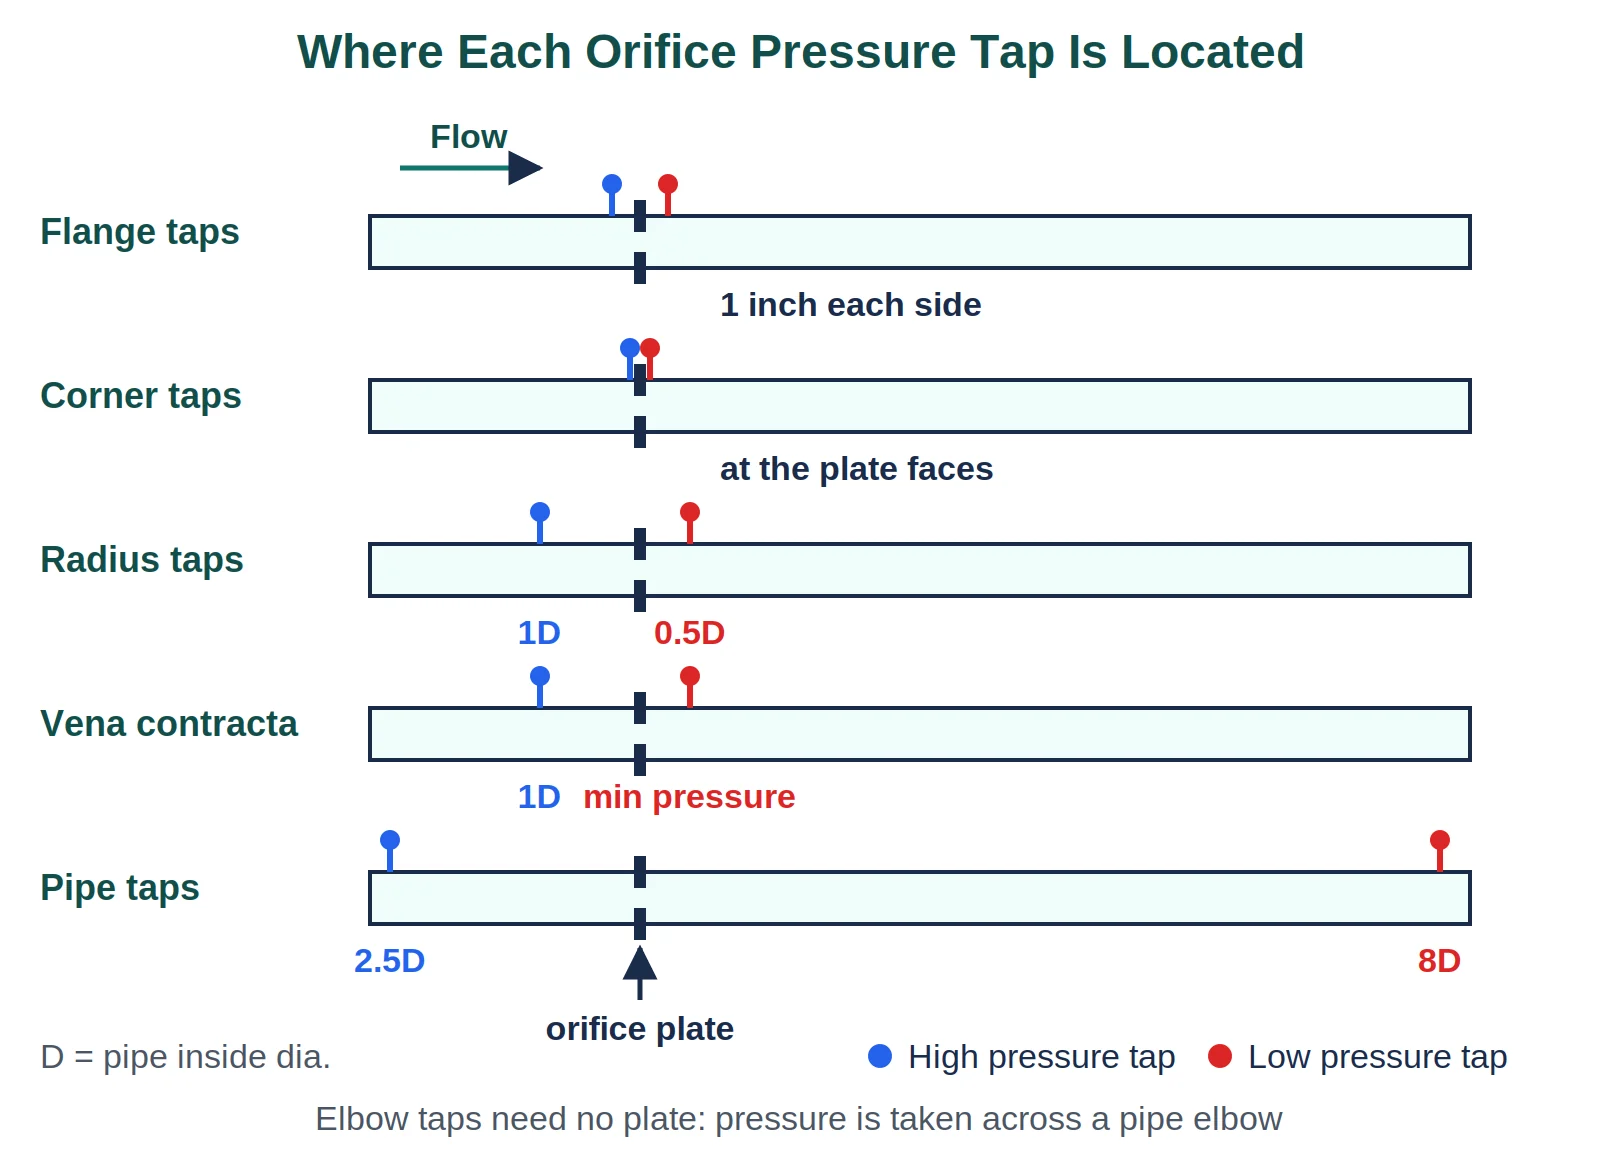 Where Each Orifice Pressure Tap Is Located
Flow
Flange taps
1 inch each side
Corner taps
at the plate faces
Radius taps
1D
0.5D
Vena contracta
1D
min pressure
Pipe taps
2.5D
8D
orifice plate
D = pipe inside dia.
High pressure tap
Low pressure tap
Elbow taps need no plate: pressure is taken across a pipe elbow